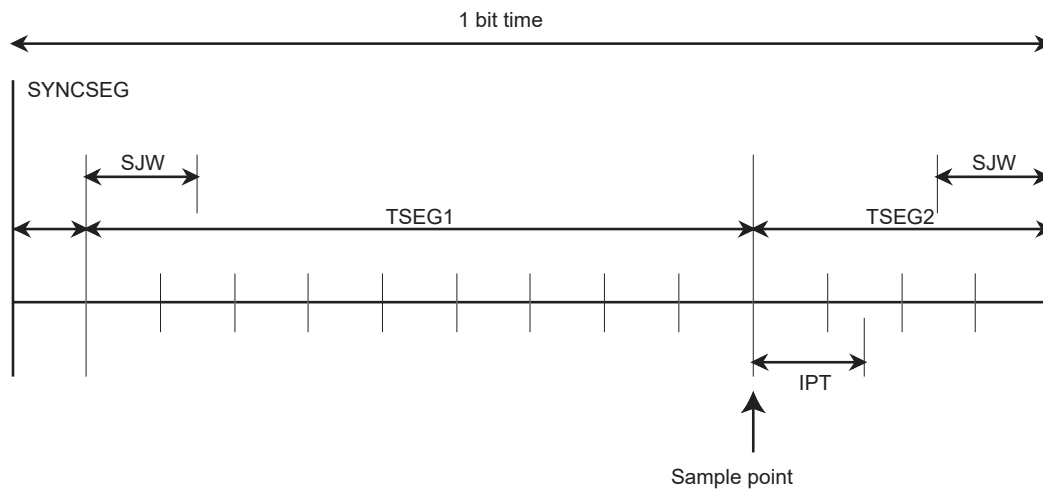 1 bit time
SYNCSEG
SJW
SJW
TSEG1
TSEG2
IPT
Sample point